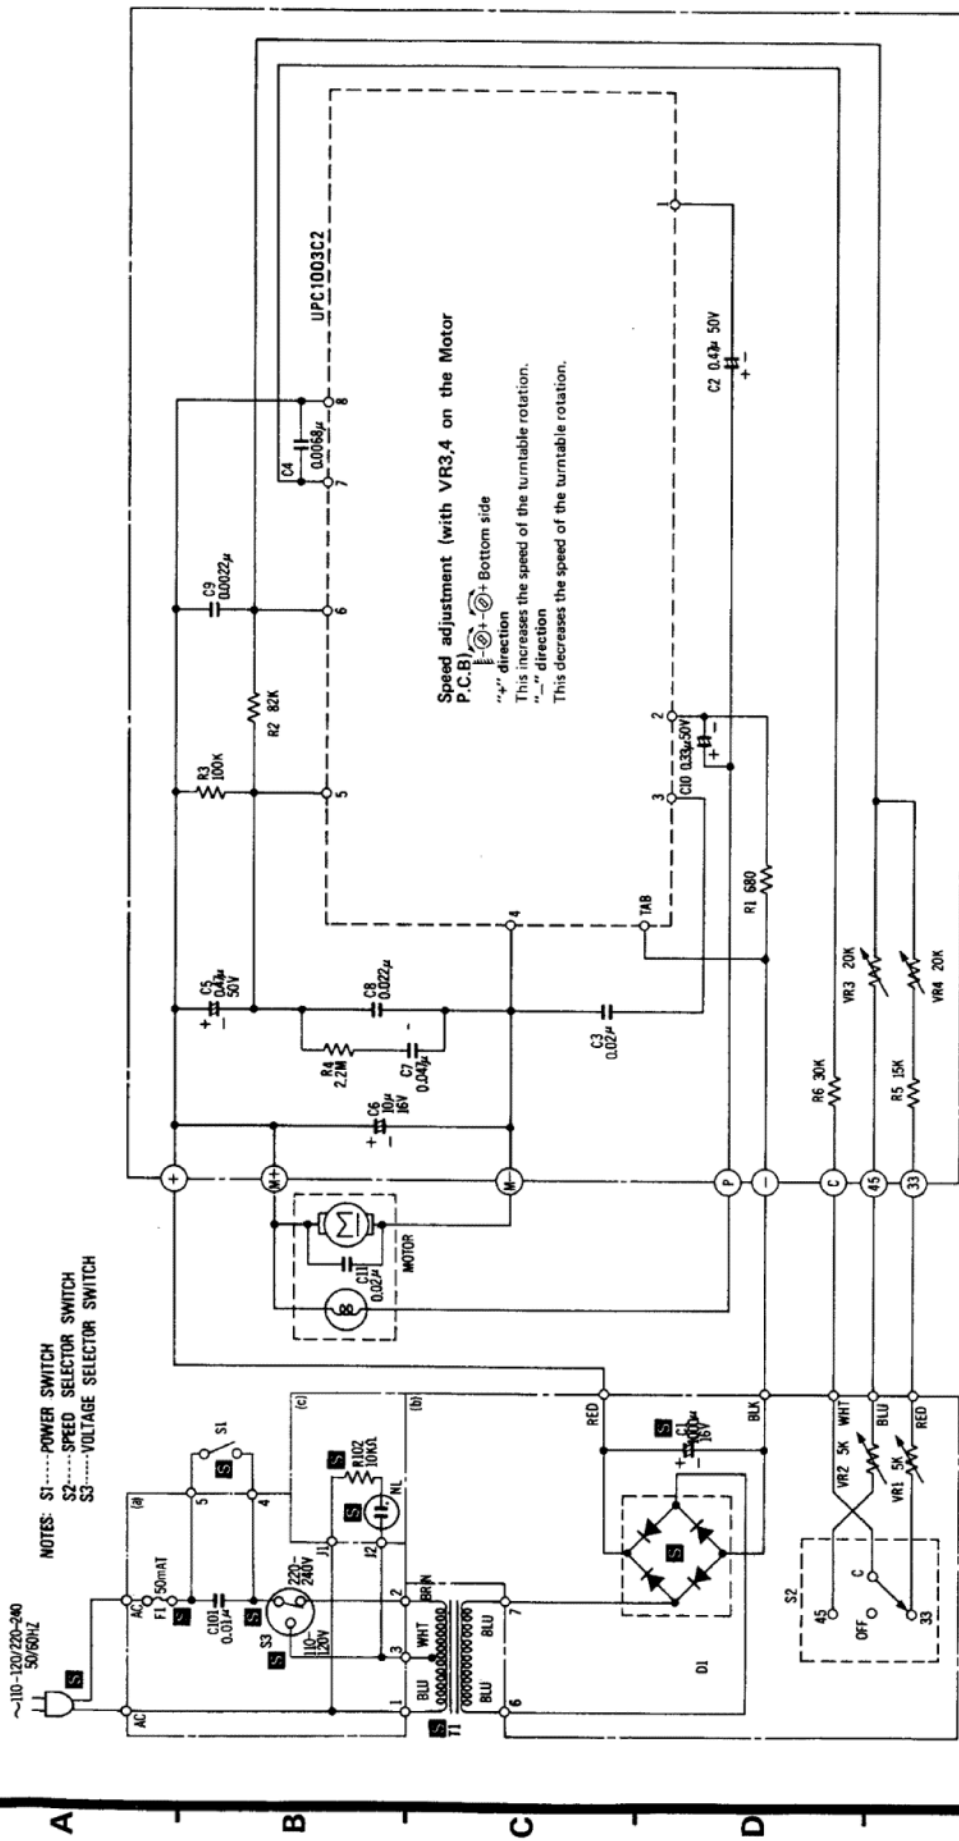 NOTES: S1----POWER SWITCH
S2----SPEED SELECTOR SWITCH
S3----VOLTAGE SELECTOR SWITCH
~110-120/220-240
50/60HZ
S
AC
AC
F1 50mAT
(a)
S
C101
0.01μ
S
5
4
S1
S
S3
220-
240V
110-
120V
S
J1
J2
(c)
S
R102
10KΩ
S
NL
(b)
1
3
2
BLU
WHT
BRN
S
T1
BLU
BLU
6
7
D1
S
S
C1
1000μ
16V
+
-
RED
BLK
WHT
BLU
RED
S2
45
OFF
C
33
VR2 5K
VR1 5K
MOTOR
M
C11
0.02μ
+
M+
M-
P
-
C
45
33
C6
10μ
16V
+
-
R4
2.2M
C7
0.047μ
C8
0.022μ
C5
0.47μ
50V
+
-
C3
0.02μ
R3
100K
R2 82K
C9
0.0022μ
C4
0.0068μ
UPC1003C2
5
6
7
8
4
TAB
3
2
1
Speed adjustment (with VR3,4 on the Motor
P.C.B)
- + - + Bottom side
"+" direction
This increases the speed of the turntable rotation.
"–" direction
This decreases the speed of the turntable rotation.
C10 0.33μ50V
+ -
C2 0.47μ 50V
+ -
R1 680
R6 30K
R5 15K
VR3 20K
VR4 20K
A
B
C
D